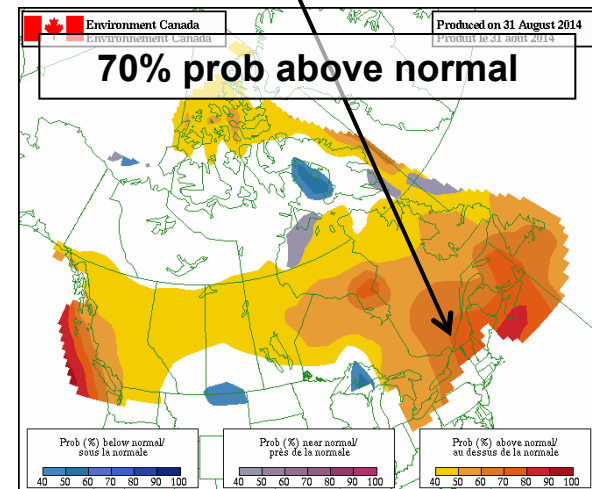 Environment Canada
Environnement Canada
Produced on 31 August 2014
Produit le 31 août 2014
70% prob above normal
Prob (%) below normal/
sous la normale
40 50 60 70 80 90 100
Prob (%) near normal/
près de la normale
40 50 60 70 80 90 100
Prob (%) above normal/
au dessus de la normale
40 50 60 70 80 90 100